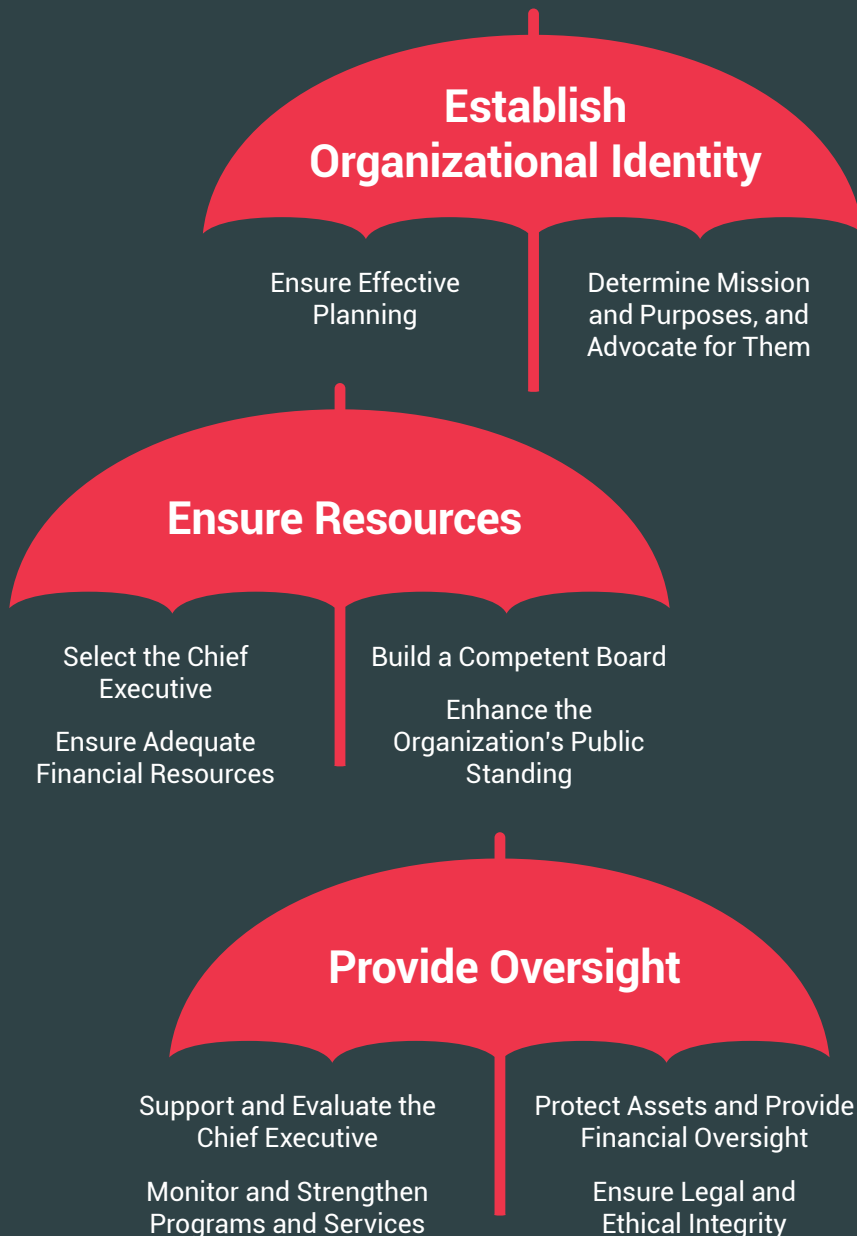 Establish
Organizational Identity
Ensure Effective
Planning
Determine Mission
and Purposes, and
Advocate for Them
Ensure Resources
Select the Chief
Executive
Ensure Adequate
Financial Resources
Build a Competent Board
Enhance the
Organization's Public
Standing
Provide Oversight
Support and Evaluate the
Chief Executive
Monitor and Strengthen
Programs and Services
Protect Assets and Provide
Financial Oversight
Ensure Legal and
Ethical Integrity